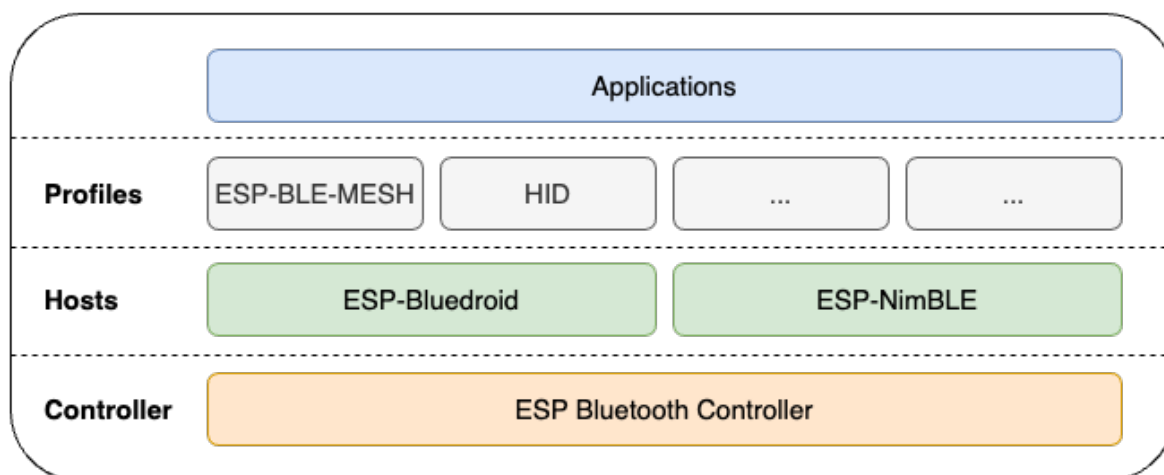 Applications
Profiles
ESP-BLE-MESH
HID
...
...
Hosts
ESP-Bluedroid
ESP-NimBLE
Controller
ESP Bluetooth Controller